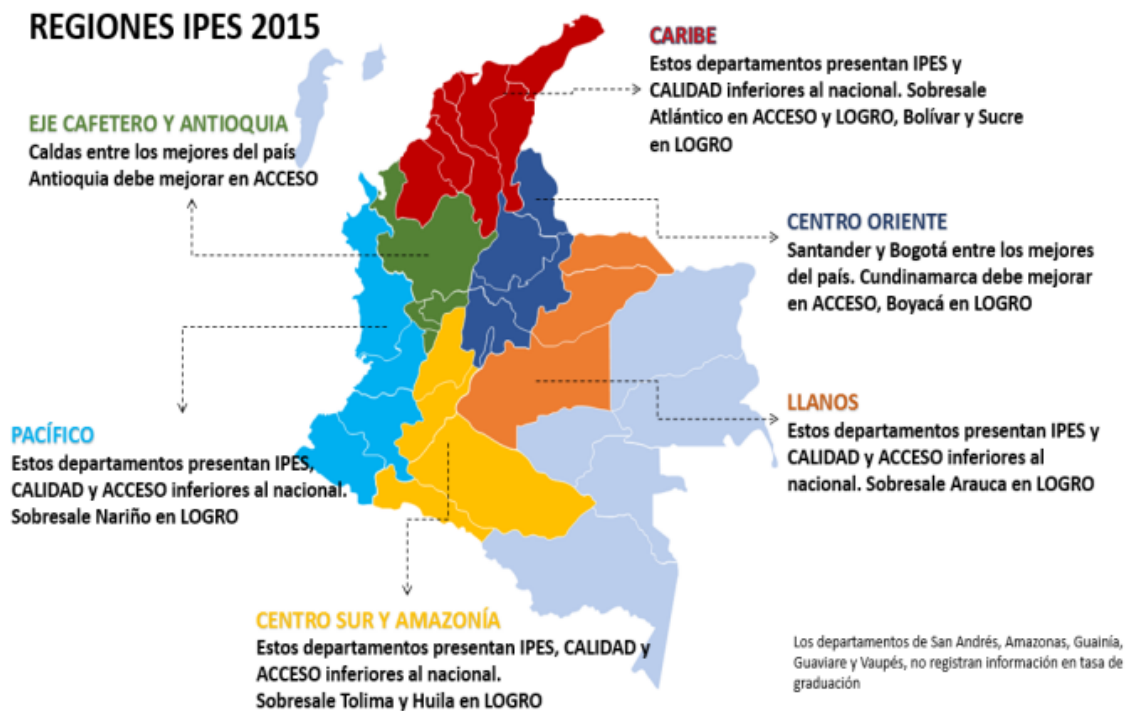 REGIONES IPES 2015
CARIBE
Estos departamentos presentan IPES y
CALIDAD inferiores al nacional. Sobresale
Atlántico en ACCESO y LOGRO, Bolívar y Sucre
en LOGRO
EJE CAFETERO Y ANTIOQUIA
Caldas entre los mejores del país
Antioquia debe mejorar en ACCESO
CENTRO ORIENTE
Santander y Bogotá entre los mejores
del país. Cundinamarca debe mejorar
en ACCESO, Boyacá en LOGRO
LLANOS
Estos departamentos presentan IPES y
CALIDAD y ACCESO inferiores al
nacional. Sobresale Arauca en LOGRO
PACÍFICO
Estos departamentos presentan IPES,
CALIDAD y ACCESO inferiores al nacional.
Sobresale Nariño en LOGRO
CENTRO SUR Y AMAZONÍA
Estos departamentos presentan IPES, CALIDAD y
ACCESO inferiores al nacional.
Sobresale Tolima y Huila en LOGRO
Los departamentos de San Andrés, Amazonas, Guainía,
Guaviare y Vaupés, no registran información en tasa de
graduación